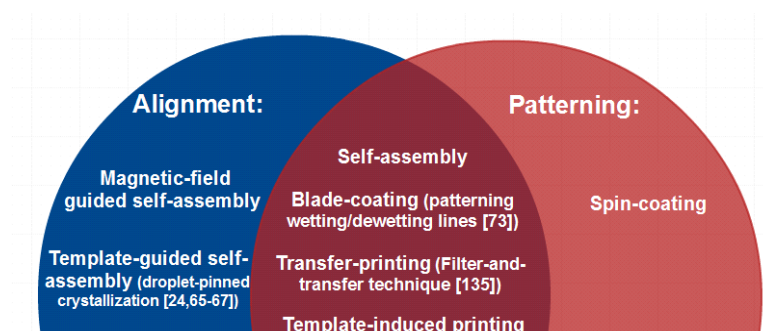 Alignment:
Patterning:
Magnetic-field
guided self-assembly
Template-guided self-
assembly (droplet-pinned
crystallization [24,65-67])
Self-assembly
Blade-coating (patterning
wetting/dewetting lines [73])
Transfer-printing (Filter-and-
transfer technique [135])
Template-induced printing
Spin-coating